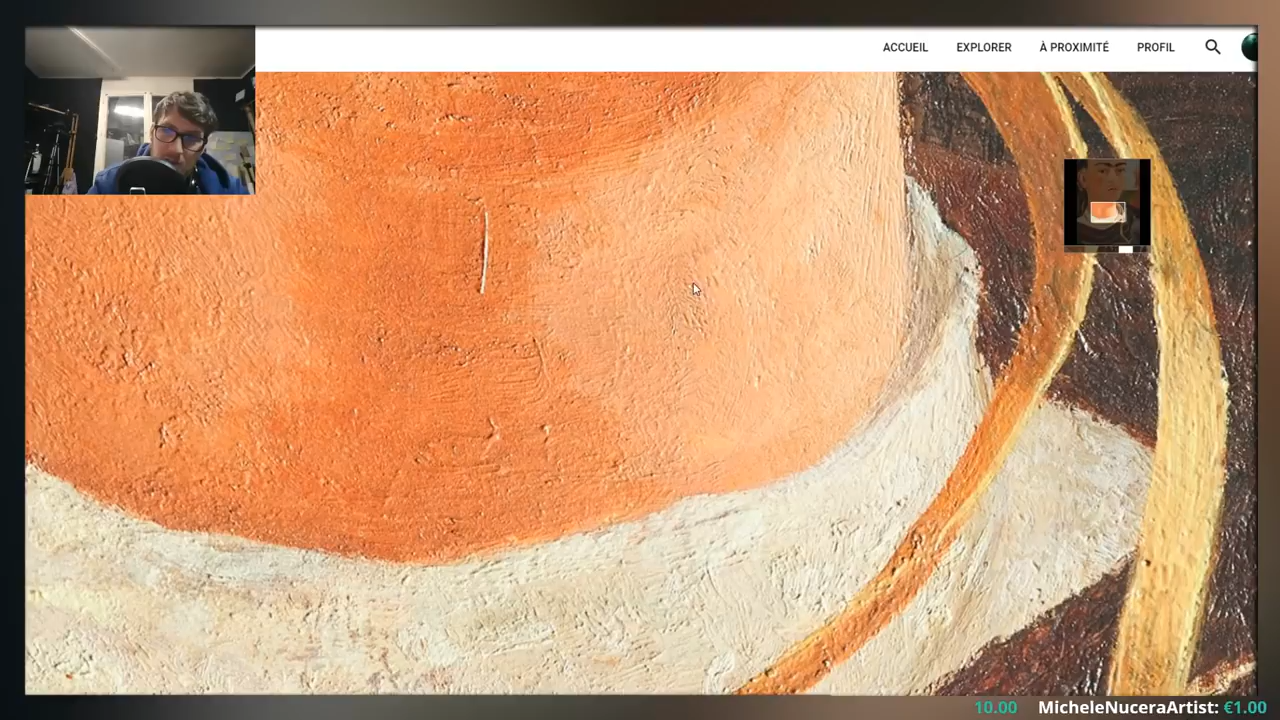 ACCUEIL EXPLORER À PROXIMITÉ PROFIL
10.00 MicheleNuceraArtist: €1.00